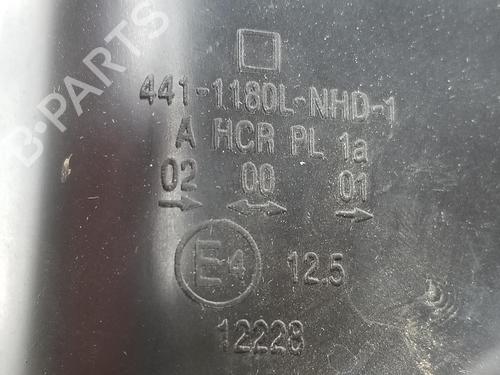 441-1180L-NHD-1
A HCR PL 1a
02 00 01
E4 12.5
12228
B-PARTS